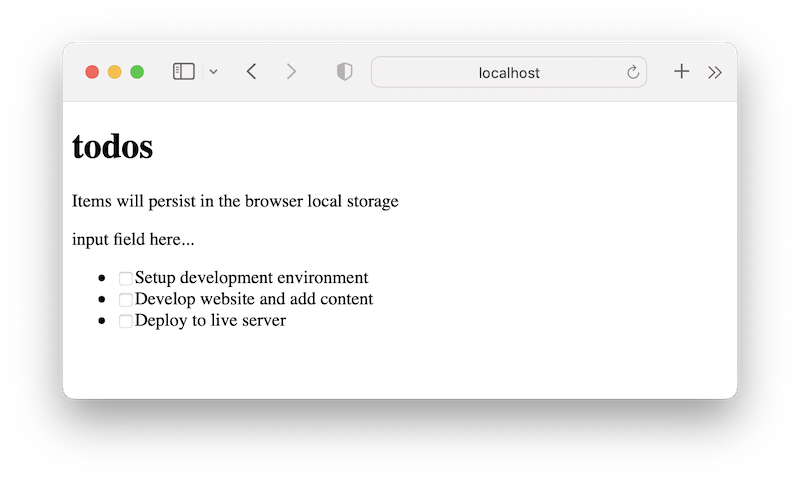 localhost
todos
Items will persist in the browser local storage
input field here...
Setup development environment
Develop website and add content
Deploy to live server